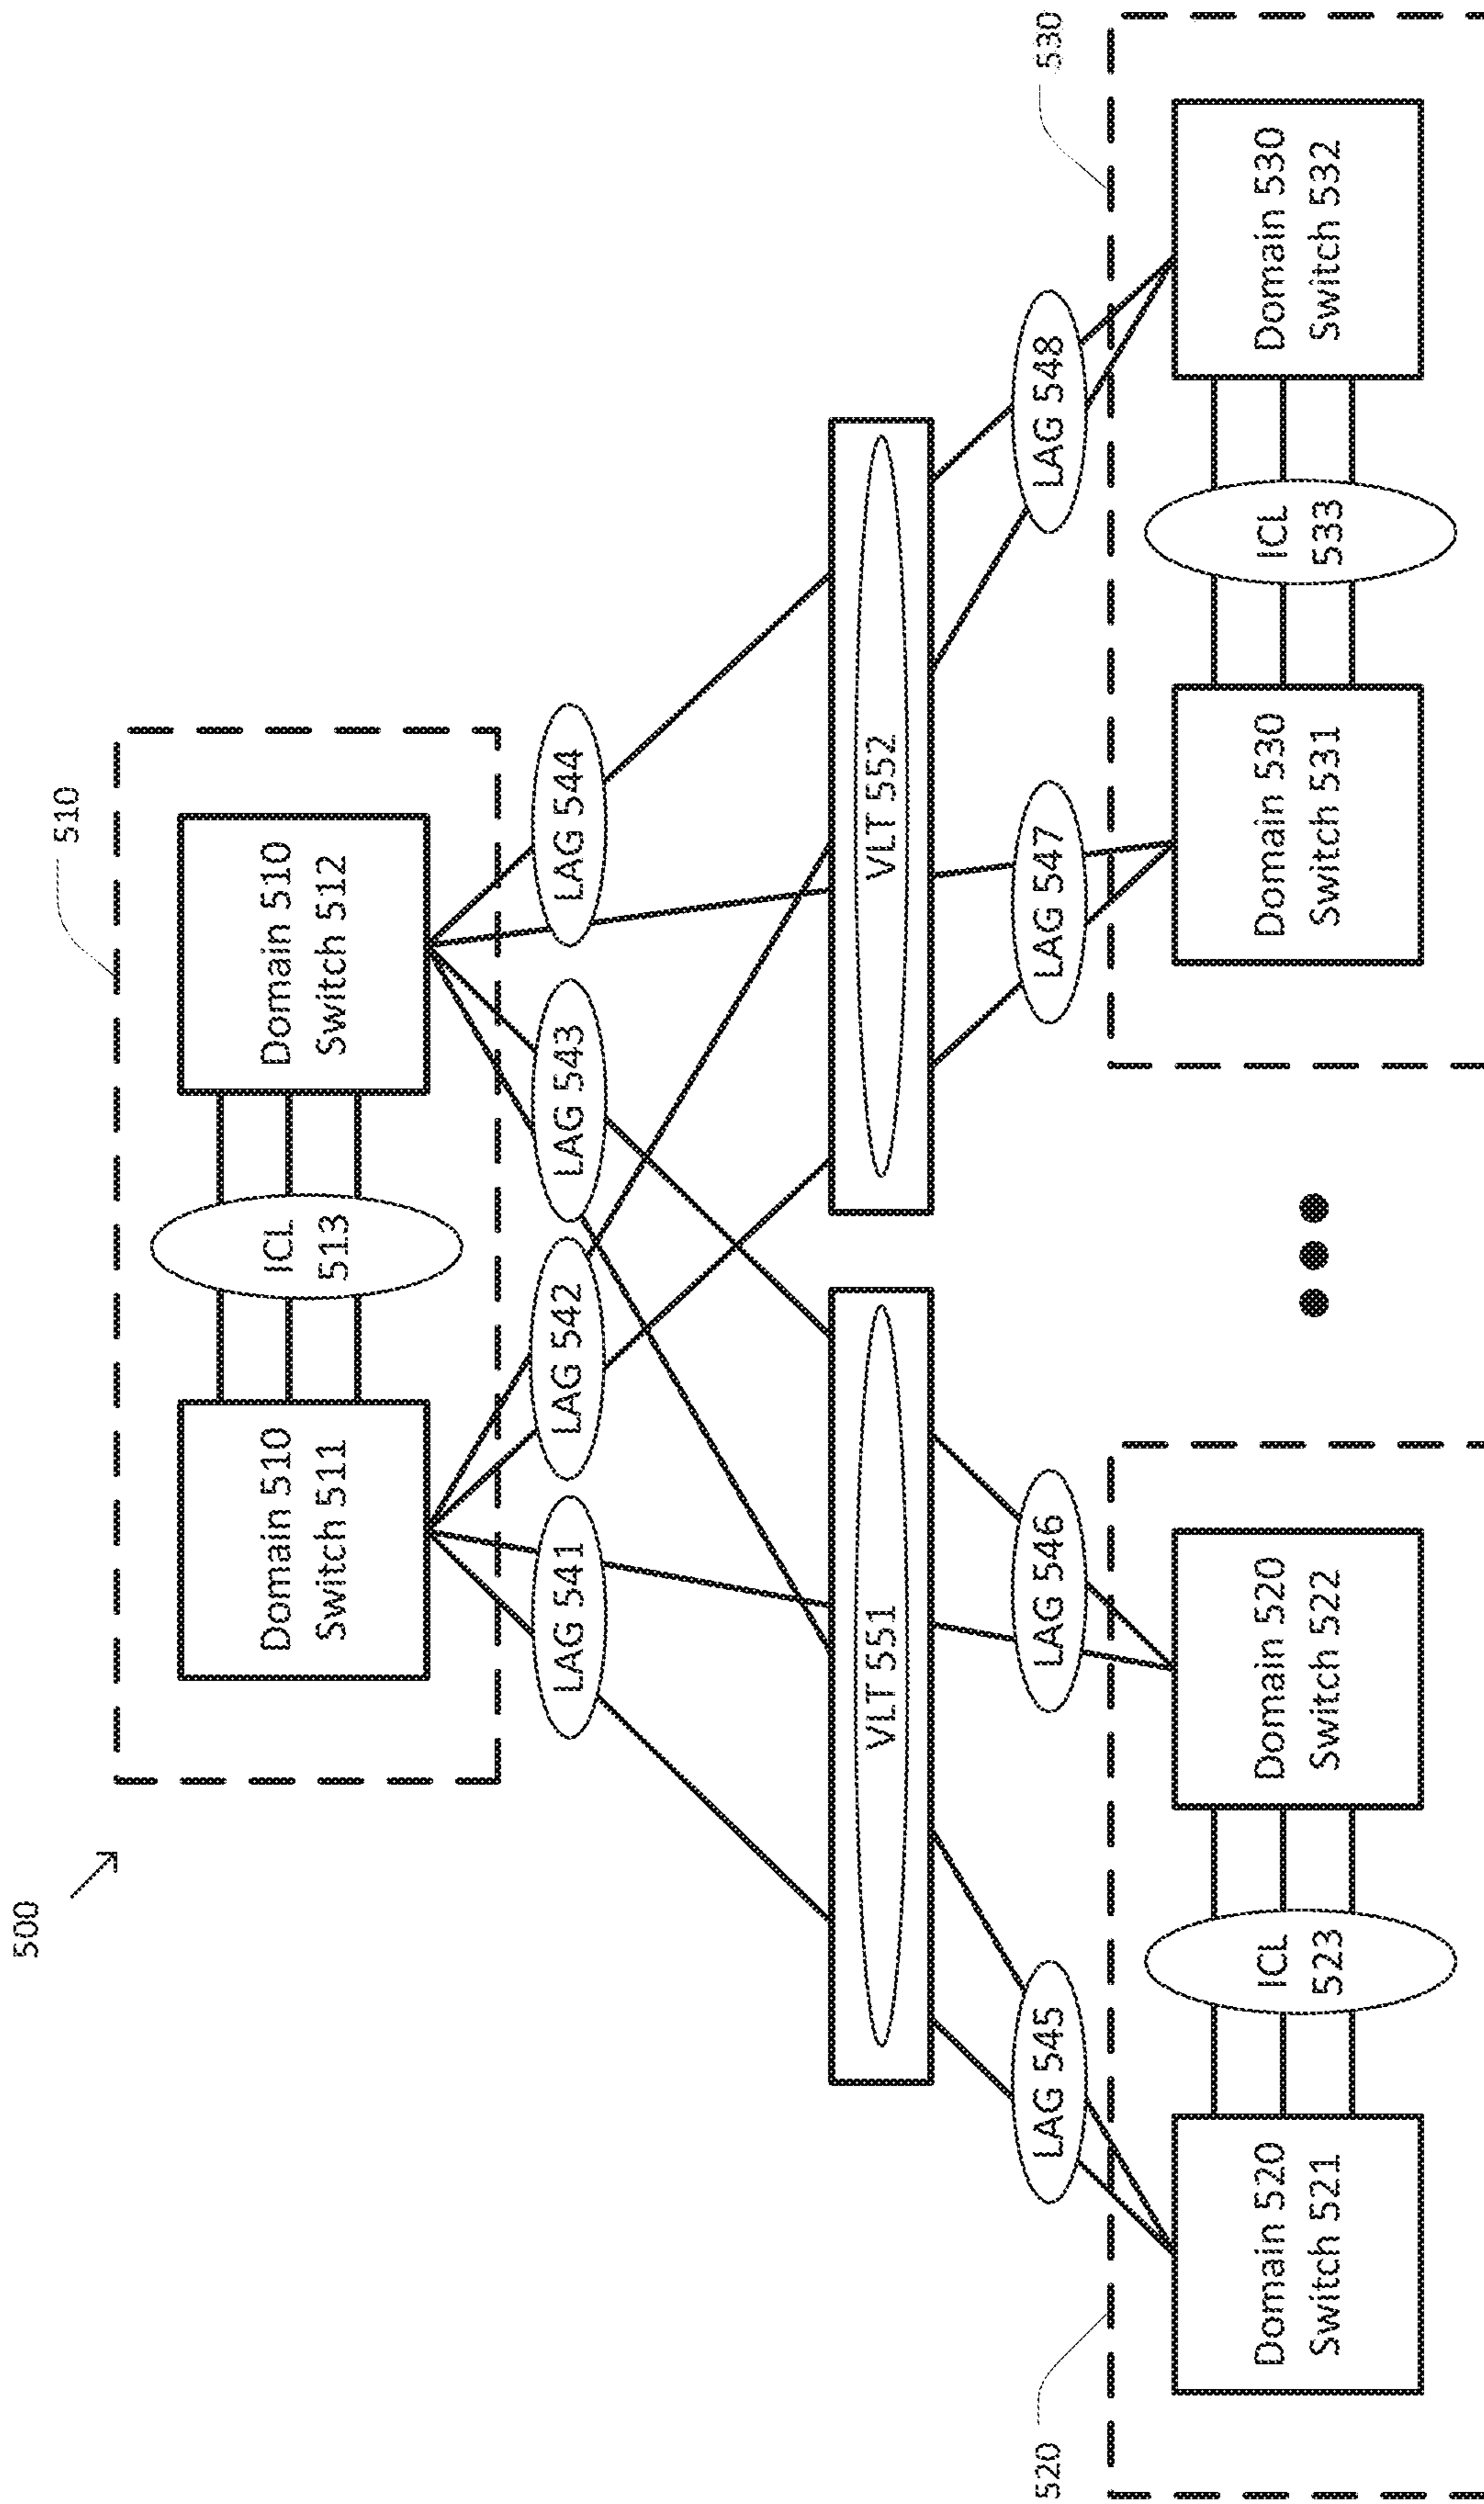 500
510
Domain 510
Switch 511
ICL
513
Domain 510
Switch 512
LAG 541
LAG 542
LAG 543
LAG 544
VLT 551
VLT 552
LAG 545
LAG 546
LAG 547
LAG 548
520
530
Domain 520
Switch 521
ICL
523
Domain 520
Switch 522
Domain 530
Switch 531
ICL
533
Domain 530
Switch 532